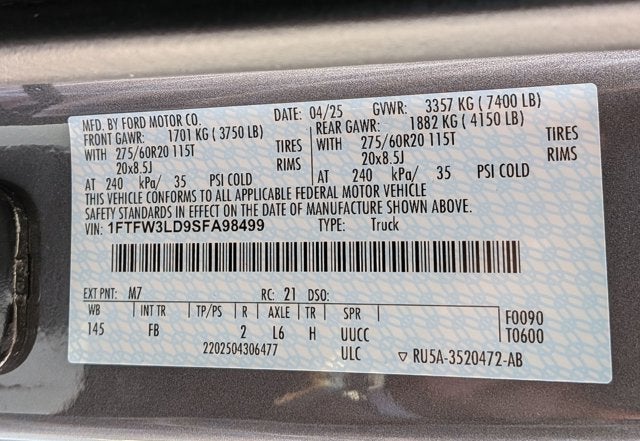 MFD. BY FORD MOTOR CO. DATE: 04/25 GVWR: 3357 KG ( 7400 LB)
FRONT GAWR: 1701 KG ( 3750 LB) REAR GAWR: 1882 KG ( 4150 LB)
WITH 275/60R20 115T TIRES WITH 275/60R20 115T TIRES
20x8.5J RIMS 20x8.5J RIMS
AT 240 kPa/ 35 PSI COLD AT 240 kPa/ 35 PSI COLD
THIS VEHICLE CONFORMS TO ALL APPLICABLE FEDERAL MOTOR VEHICLE
SAFETY STANDARDS IN EFFECT ON THE DATE OF MANUFACTURE SHOWN ABOVE.
VIN: 1FTFW3LD9SFA98499 TYPE: Truck
EXT PNT: M7 RC: 21 DSO:
WB INT TR TP/PS R AXLE TR SPR F0090
145 FB 2 L6 H UUCC T0600
2202504306477 ULC ▽ RU5A-3520472-AB